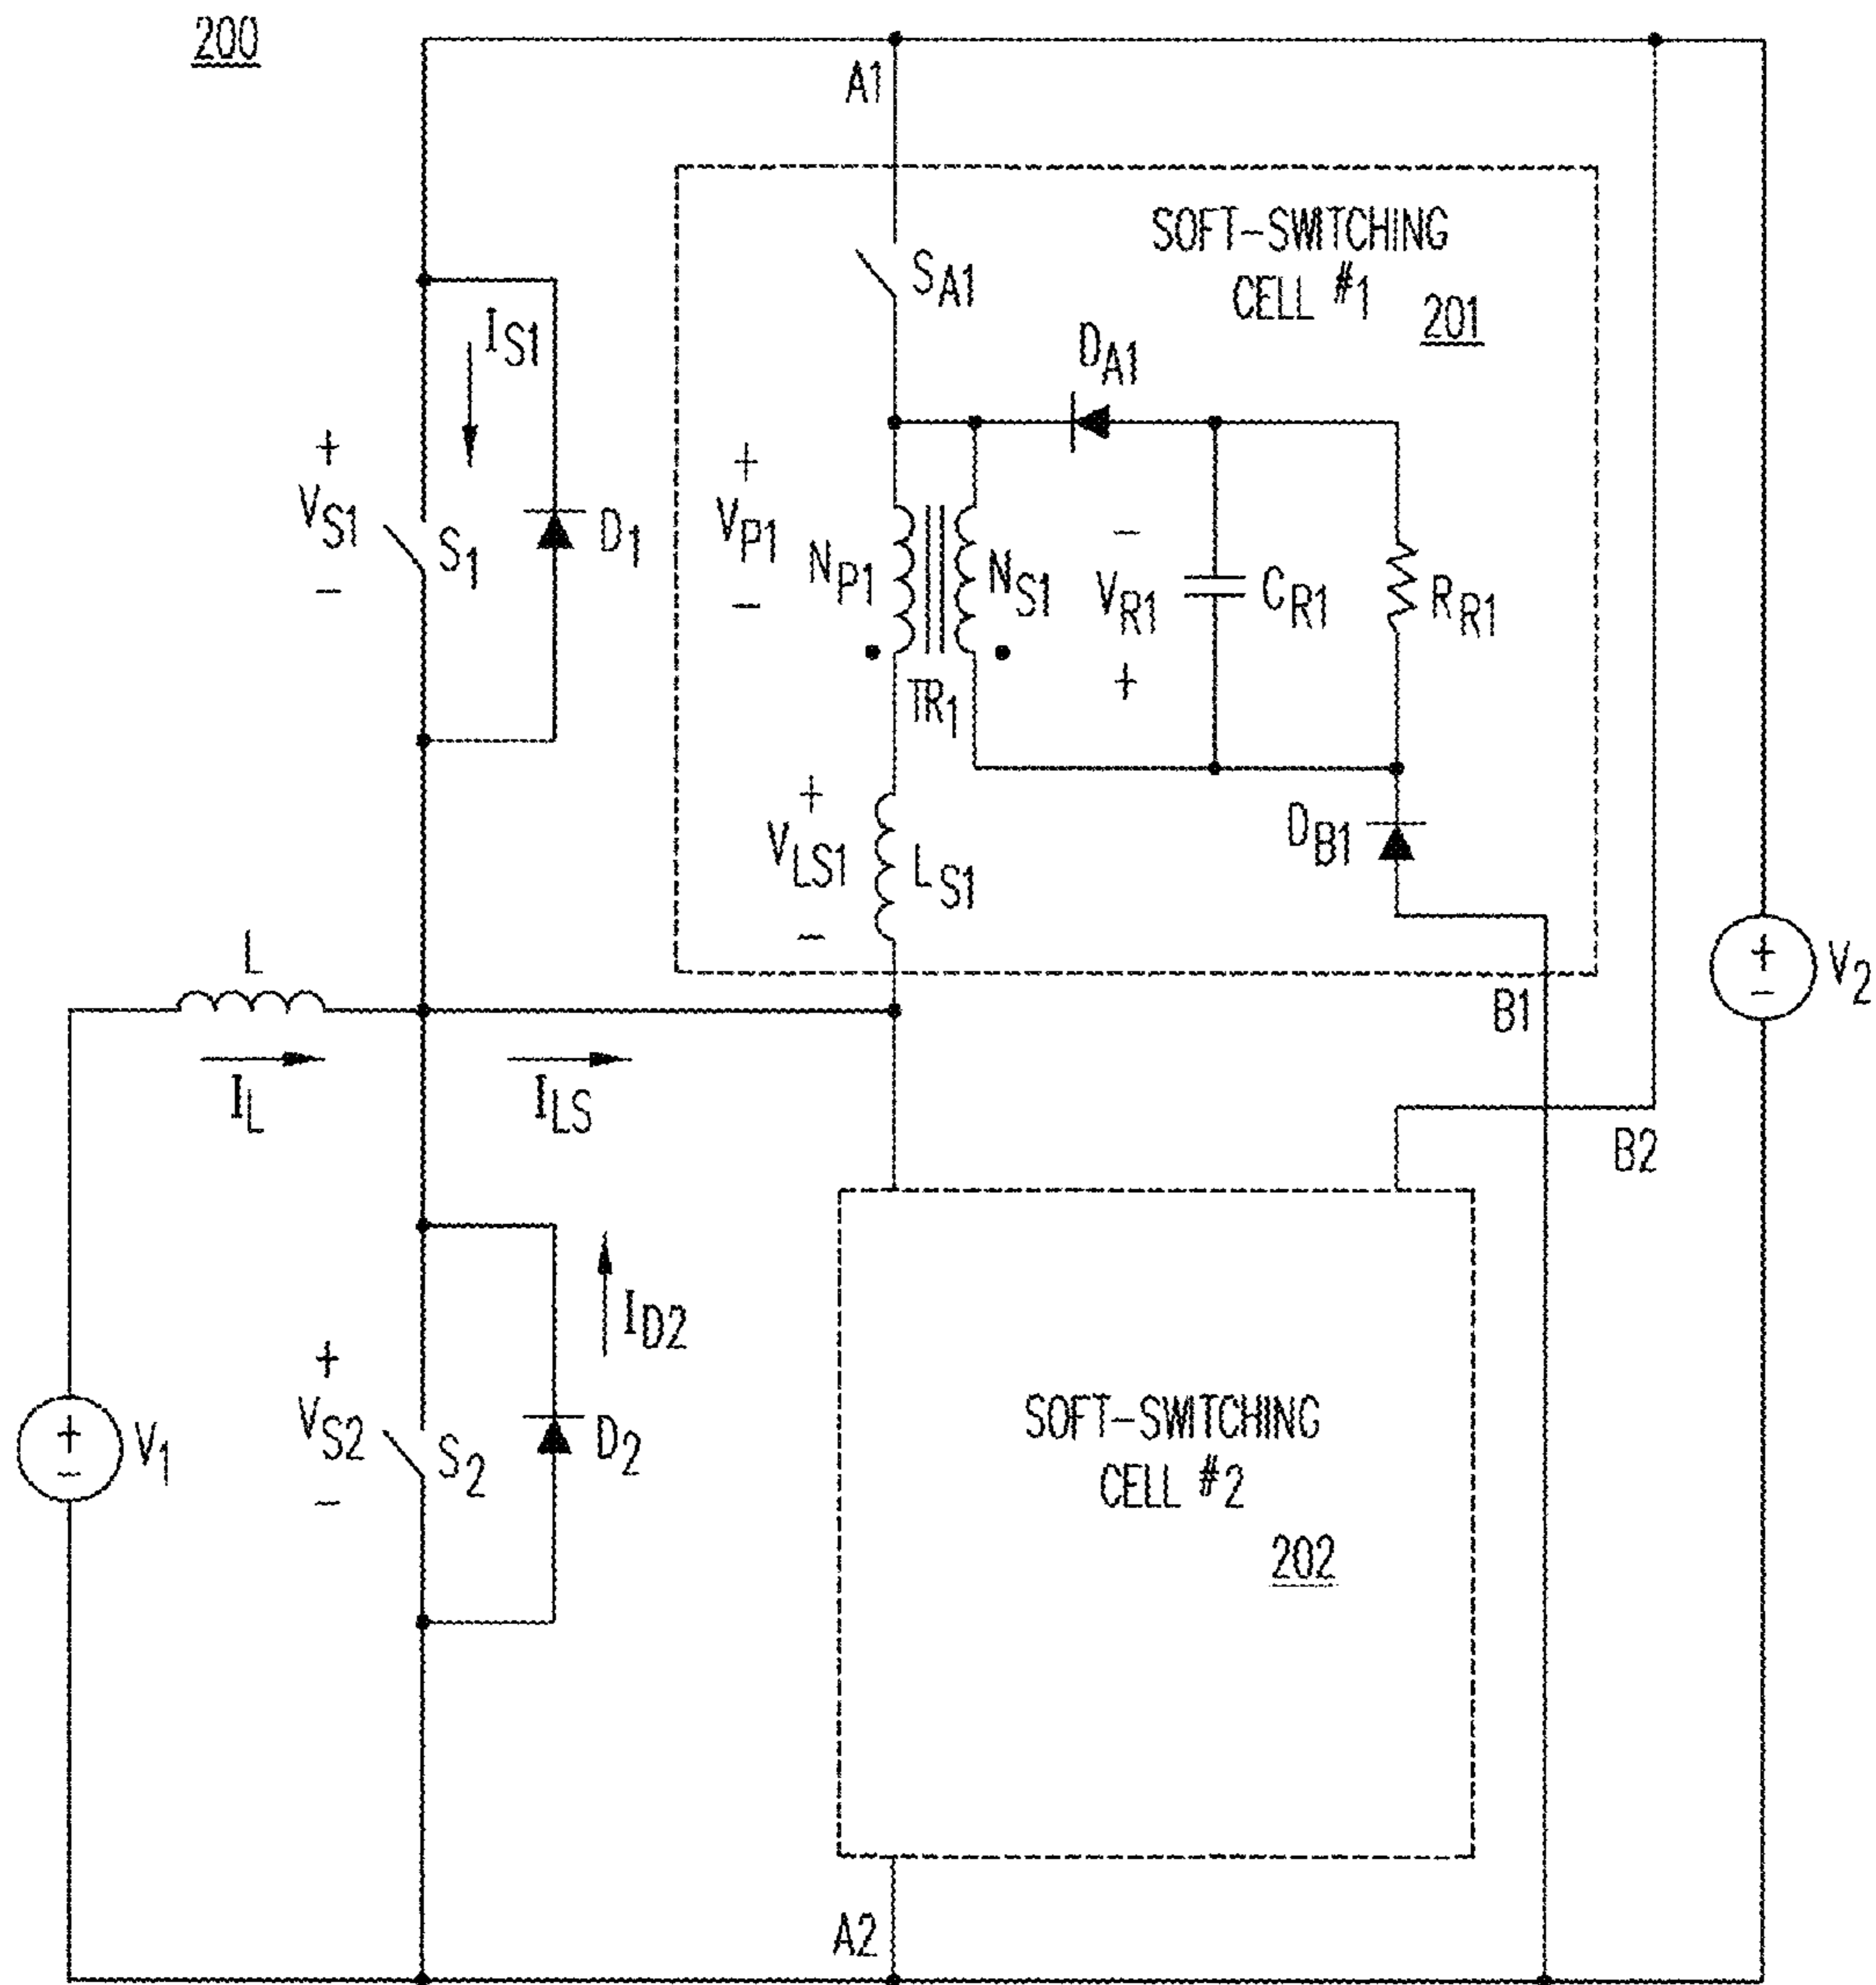 200
A1
SOFT-SWITCHING
CELL #1
201
SA1
DA1
IS1
+
VS1
−
S1
D1
+
VP1
−
NP1
NS1
−
VR1
+
CR1
RR1
TR1
+
VLS1
−
LS1
DB1
L
IL
ILS
B1
+
−
V2
B2
ID2
+
VS2
−
S2
D2
+
−
V1
SOFT-SWITCHING
CELL #2
202
A2